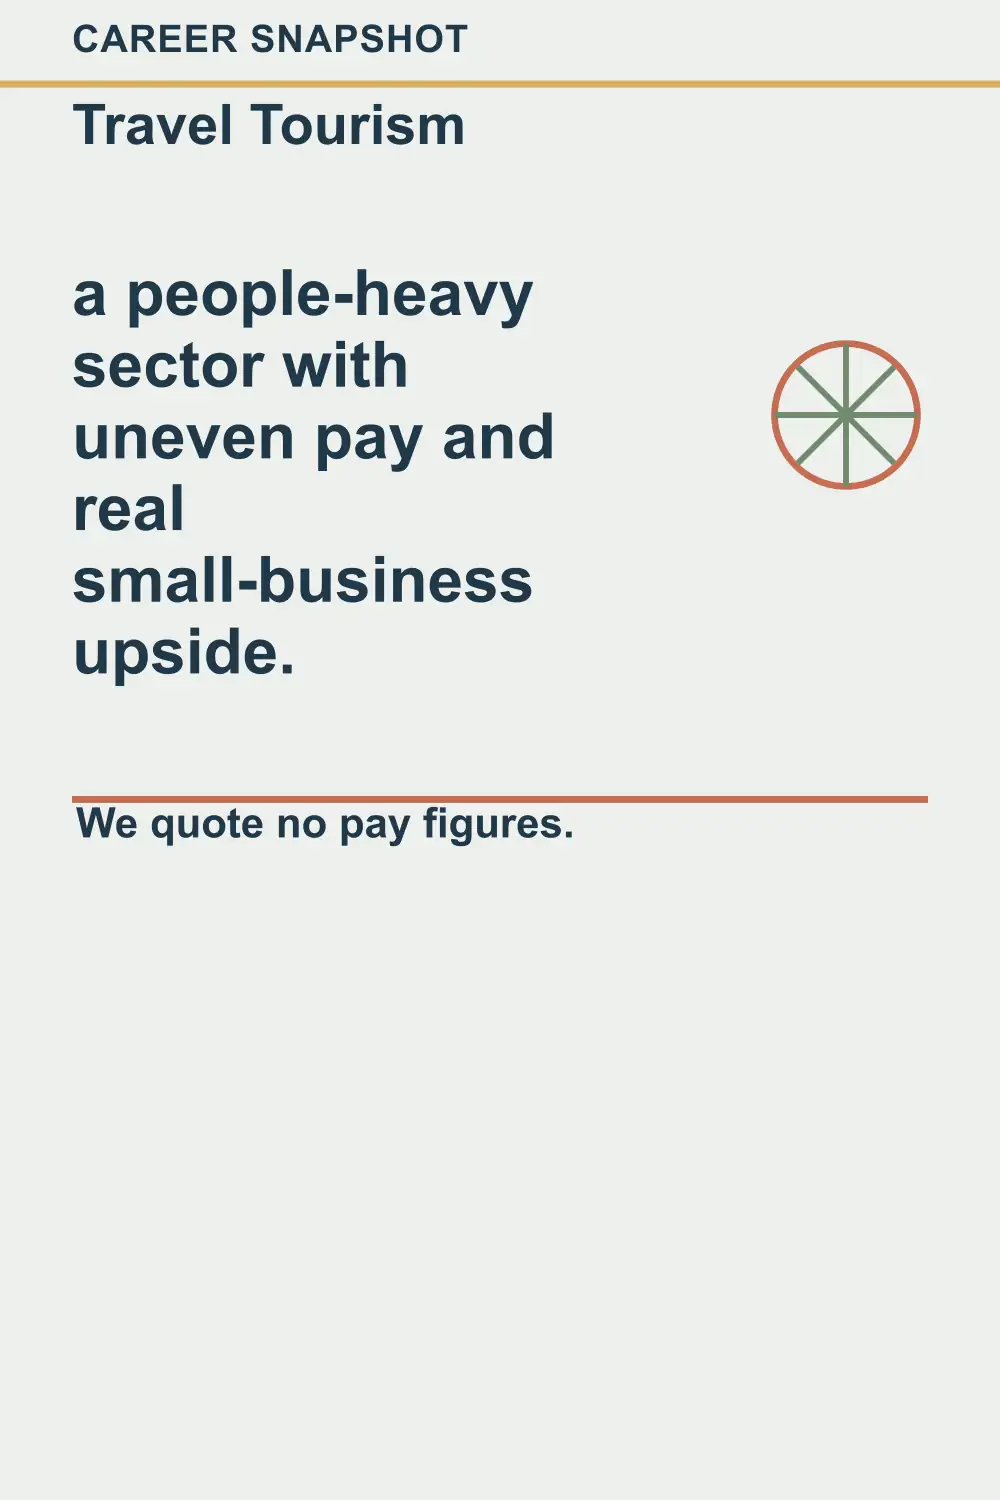 CAREER SNAPSHOT
Travel Tourism
a people-heavy
sector with
uneven pay and
real
small-business
upside.
We quote no pay figures.